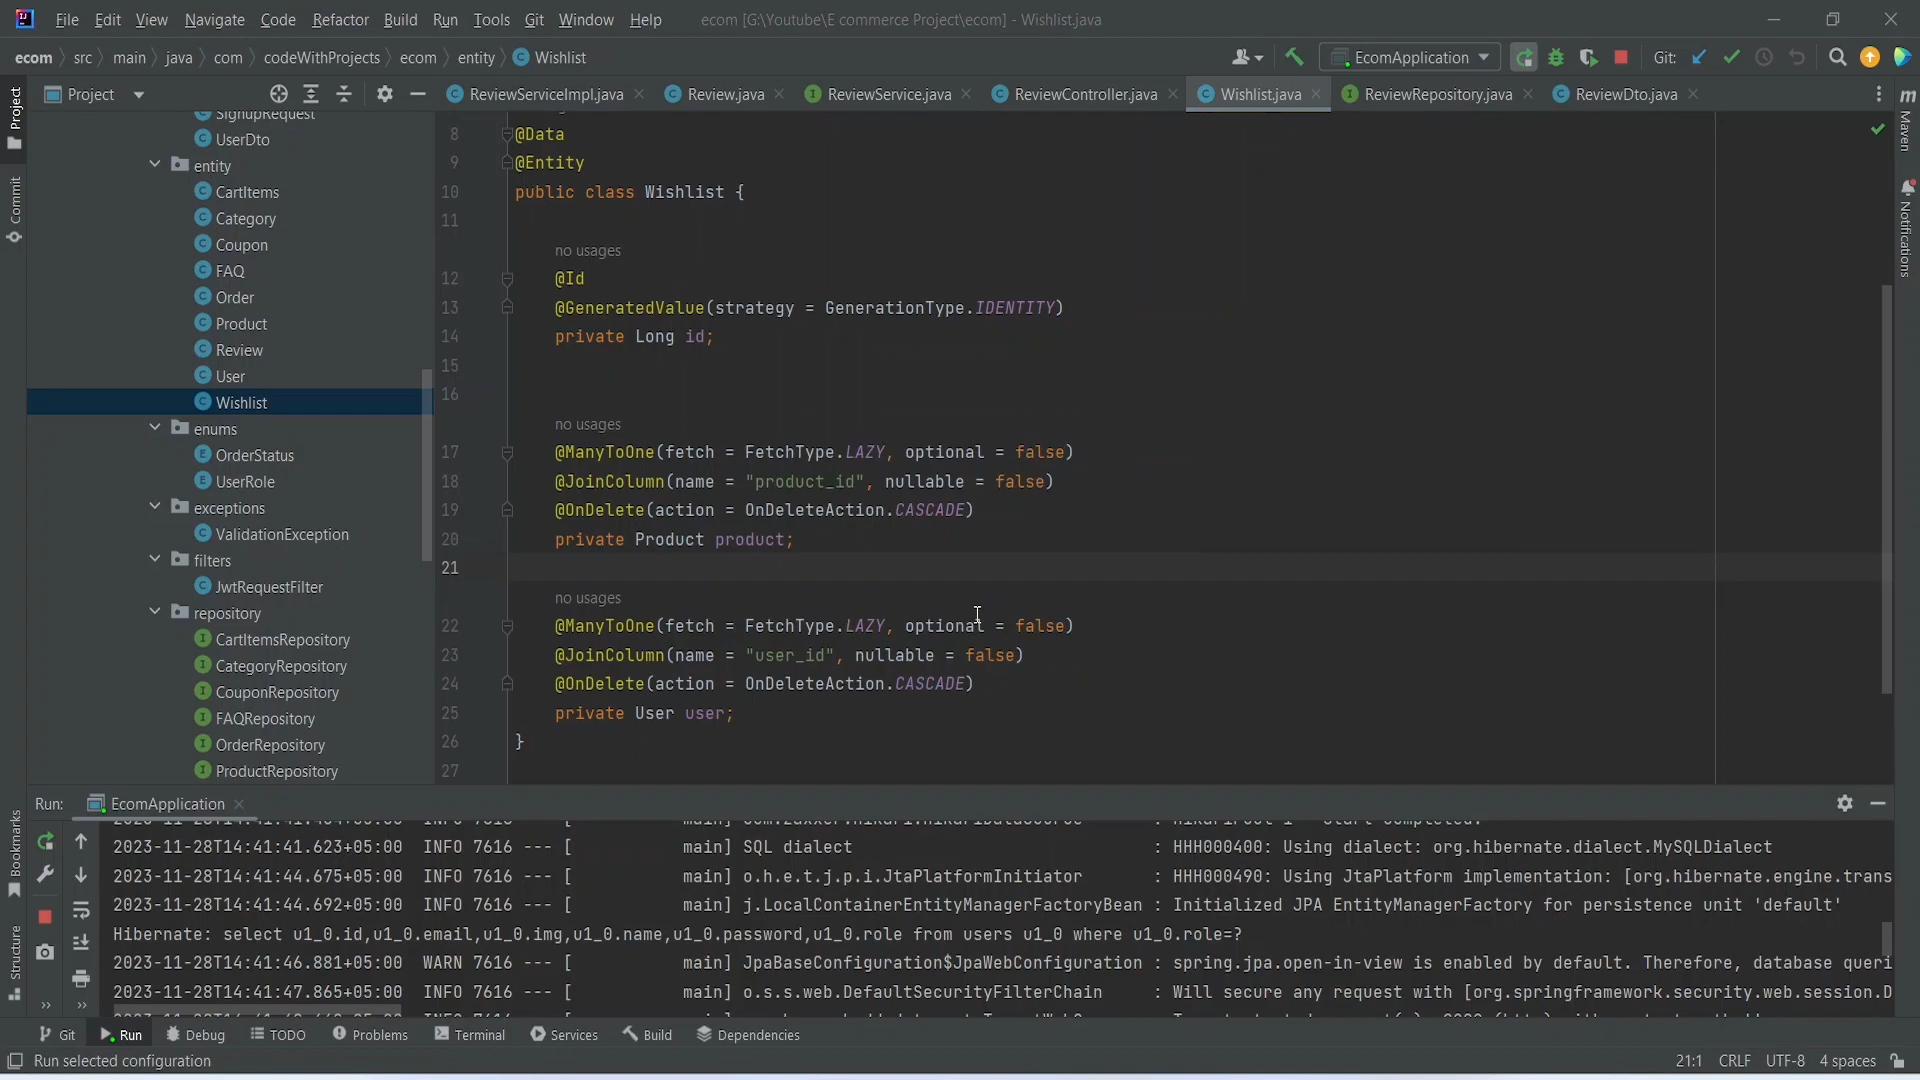 File Edit View Navigate Code Refactor Build Run Tools Git Window Help ecom [G:\Youtube\E commerce Project\ecom] - Wishlist.java
ecom src main java com codeWithProjects ecom entity Wishlist EcomApplication Git:
Project ReviewServiceImpl.java Review.java ReviewService.java ReviewController.java Wishlist.java ReviewRepository.java ReviewDto.java
Project
Commit
Bookmarks
Structure
Maven
Notifications
SignupRequest
UserDto
entity
CartItems
Category
Coupon
FAQ
Order
Product
Review
User
Wishlist
enums
OrderStatus
UserRole
exceptions
ValidationException
filters
JwtRequestFilter
repository
CartItemsRepository
CategoryRepository
CouponRepository
FAQRepository
OrderRepository
ProductRepository
8 @Data
9 @Entity
10 public class Wishlist {
11
no usages
12 @Id
13 @GeneratedValue(strategy = GenerationType.IDENTITY)
14 private Long id;
15
16
no usages
17 @ManyToOne(fetch = FetchType.LAZY, optional = false)
18 @JoinColumn(name = "product_id", nullable = false)
19 @OnDelete(action = OnDeleteAction.CASCADE)
20 private Product product;
21
no usages
22 @ManyToOne(fetch = FetchType.LAZY, optional = false)
23 @JoinColumn(name = "user_id", nullable = false)
24 @OnDelete(action = OnDeleteAction.CASCADE)
25 private User user;
26 }
27
Run: EcomApplication
2023-11-28T14:41:41.623+05:00 INFO 7616 --- [ main] SQL dialect : HHH000400: Using dialect: org.hibernate.dialect.MySQLDialect
2023-11-28T14:41:44.675+05:00 INFO 7616 --- [ main] o.h.e.t.j.p.i.JtaPlatformInitiator : HHH000490: Using JtaPlatform implementation: [org.hibernate.engine.trans
2023-11-28T14:41:44.692+05:00 INFO 7616 --- [ main] j.LocalContainerEntityManagerFactoryBean : Initialized JPA EntityManagerFactory for persistence unit 'default'
Hibernate: select u1_0.id,u1_0.email,u1_0.img,u1_0.name,u1_0.password,u1_0.role from users u1_0 where u1_0.role=?
2023-11-28T14:41:46.881+05:00 WARN 7616 --- [ main] JpaBaseConfiguration$JpaWebConfiguration : spring.jpa.open-in-view is enabled by default. Therefore, database queri
2023-11-28T14:41:47.865+05:00 INFO 7616 --- [ main] o.s.s.web.DefaultSecurityFilterChain : Will secure any request with [org.springframework.security.web.session.D
Git Run Debug TODO Problems Terminal Services Build Dependencies
Run selected configuration 21:1 CRLF UTF-8 4 spaces